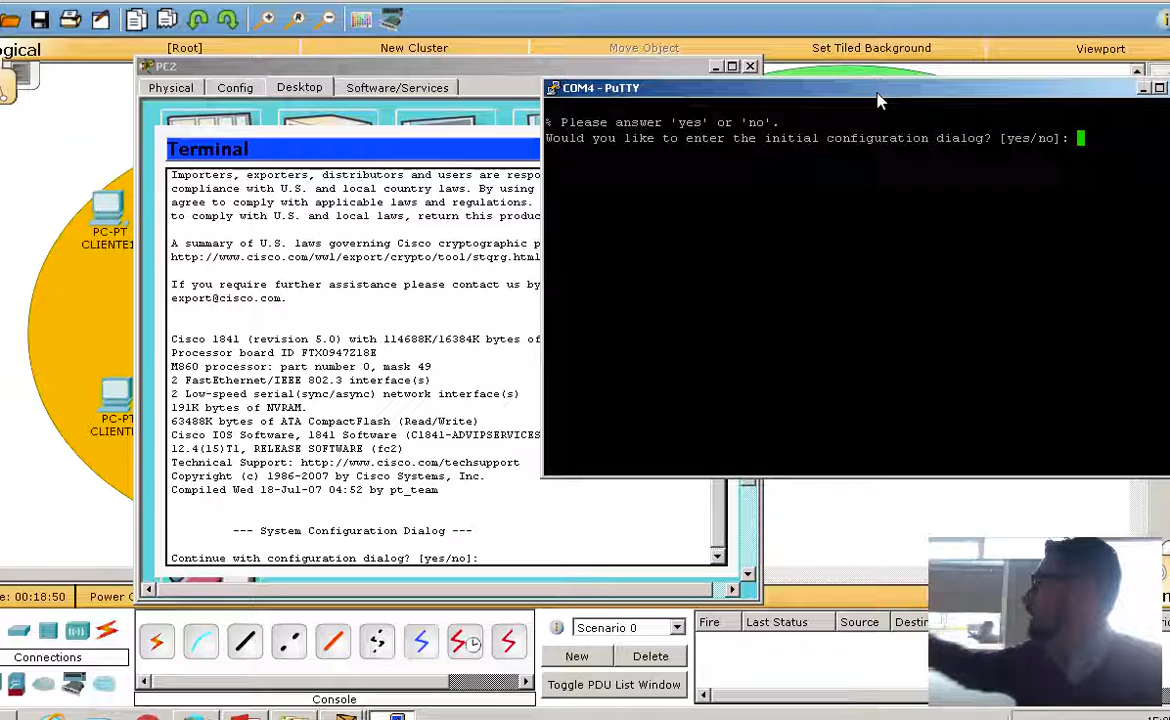 ogical
[Root]
New Cluster
Move Object
Set Tiled Background
Viewport
PC2
Physical
Config
Desktop
Software/Services
COM4 - PuTTY
% Please answer 'yes' or 'no'.
Would you like to enter the initial configuration dialog? [yes/no]:
Terminal
Importers, exporters, distributors and users are respo
compliance with U.S. and local country laws. By using
agree to comply with applicable laws and regulations.
to comply with U.S. and local laws, return this produc
A summary of U.S. laws governing Cisco cryptographic p
http://www.cisco.com/wwl/export/crypto/tool/stqrg.html
If you require further assistance please contact us by
export@cisco.com.
Cisco 1841 (revision 5.0) with 114688K/16384K bytes of
Processor board ID FTX0947Z18E
M860 processor: part number 0, mask 49
2 FastEthernet/IEEE 802.3 interface(s)
2 Low-speed serial(sync/async) network interface(s)
191K bytes of NVRAM.
63488K bytes of ATA CompactFlash (Read/Write)
Cisco IOS Software, 1841 Software (C1841-ADVIPSERVICES
12.4(15)T1, RELEASE SOFTWARE (fc2)
Technical Support: http://www.cisco.com/techsupport
Copyright (c) 1986-2007 by Cisco Systems, Inc.
Compiled Wed 18-Jul-07 04:52 by pt_team
--- System Configuration Dialog ---
Continue with configuration dialog? [yes/no]:
PC-PT
CLIENTE1
PC-PT
CLIENT
e: 00:18:50
Power C
Connections
Console
Scenario 0
New
Delete
Toggle PDU List Window
Fire
Last Status
Source
Destin